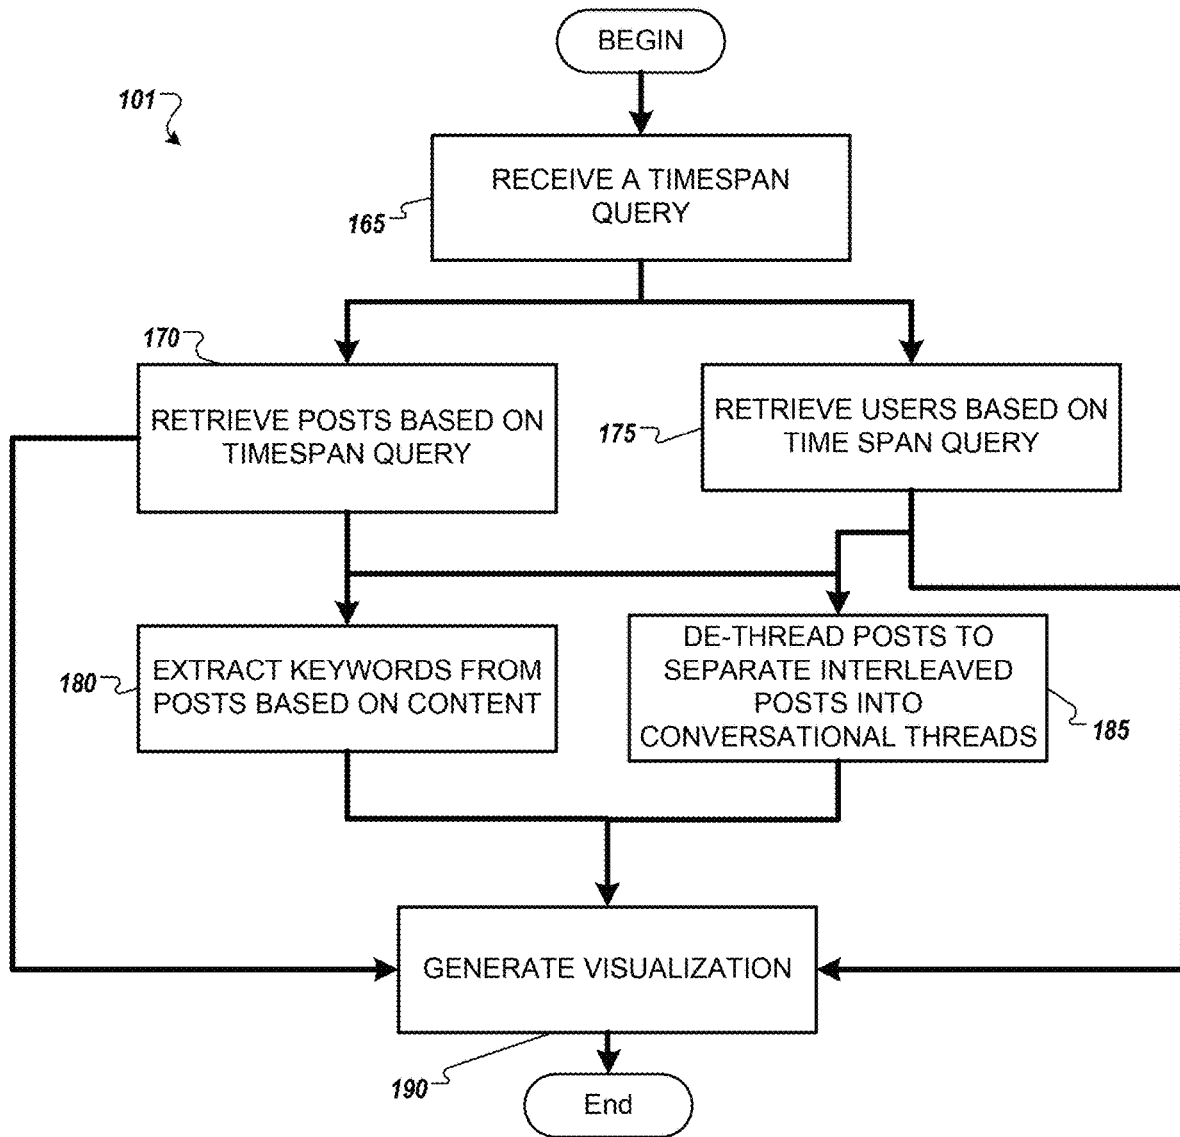 BEGIN
101
RECEIVE A TIMESPAN
QUERY
165
170
RETRIEVE POSTS BASED ON
TIMESPAN QUERY
RETRIEVE USERS BASED ON
TIME SPAN QUERY
175
EXTRACT KEYWORDS FROM
POSTS BASED ON CONTENT
180
DE-THREAD POSTS TO
SEPARATE INTERLEAVED
POSTS INTO
CONVERSATIONAL THREADS
185
GENERATE VISUALIZATION
190
End